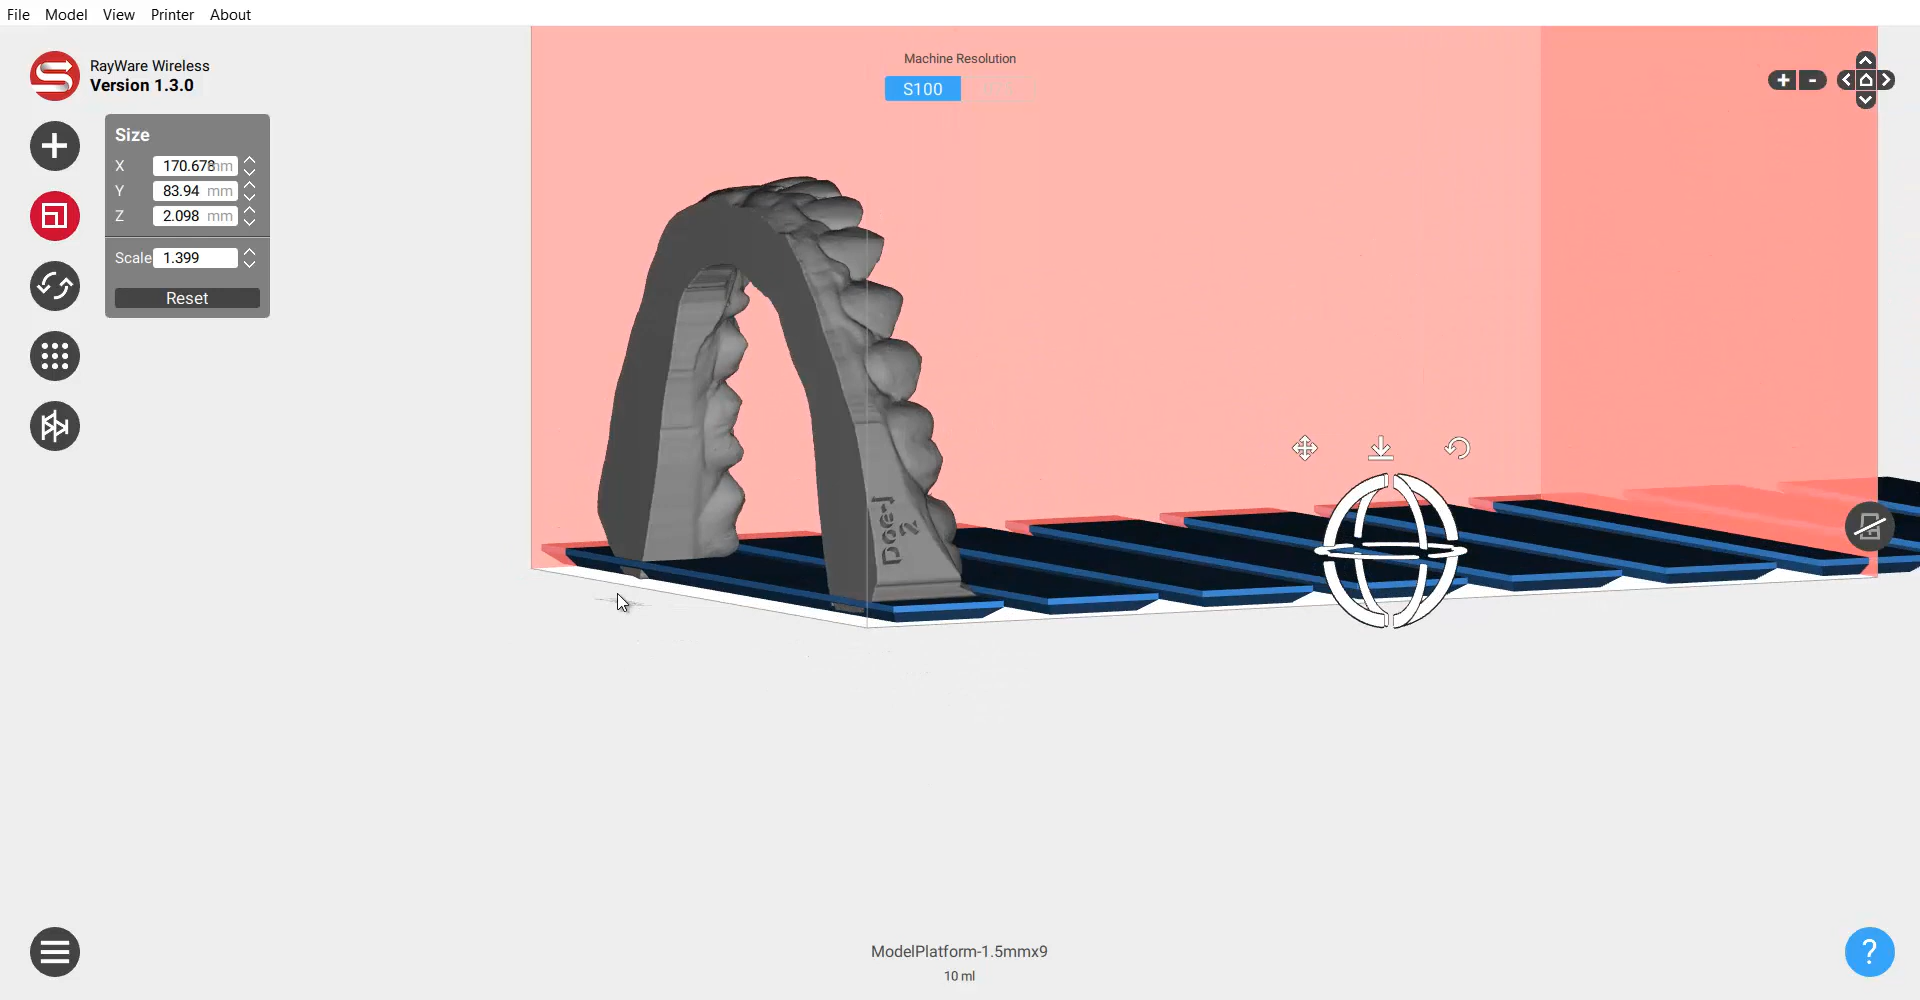 File Model View Printer About
RayWare Wireless
Version 1.3.0
Machine Resolution
S100
Size
X 170.678 mm
Y 83.94 mm
Z 2.098 mm
Scale 1.399
Reset
Doe-J
2
ModelPlatform-1.5mmx9
10 ml
?